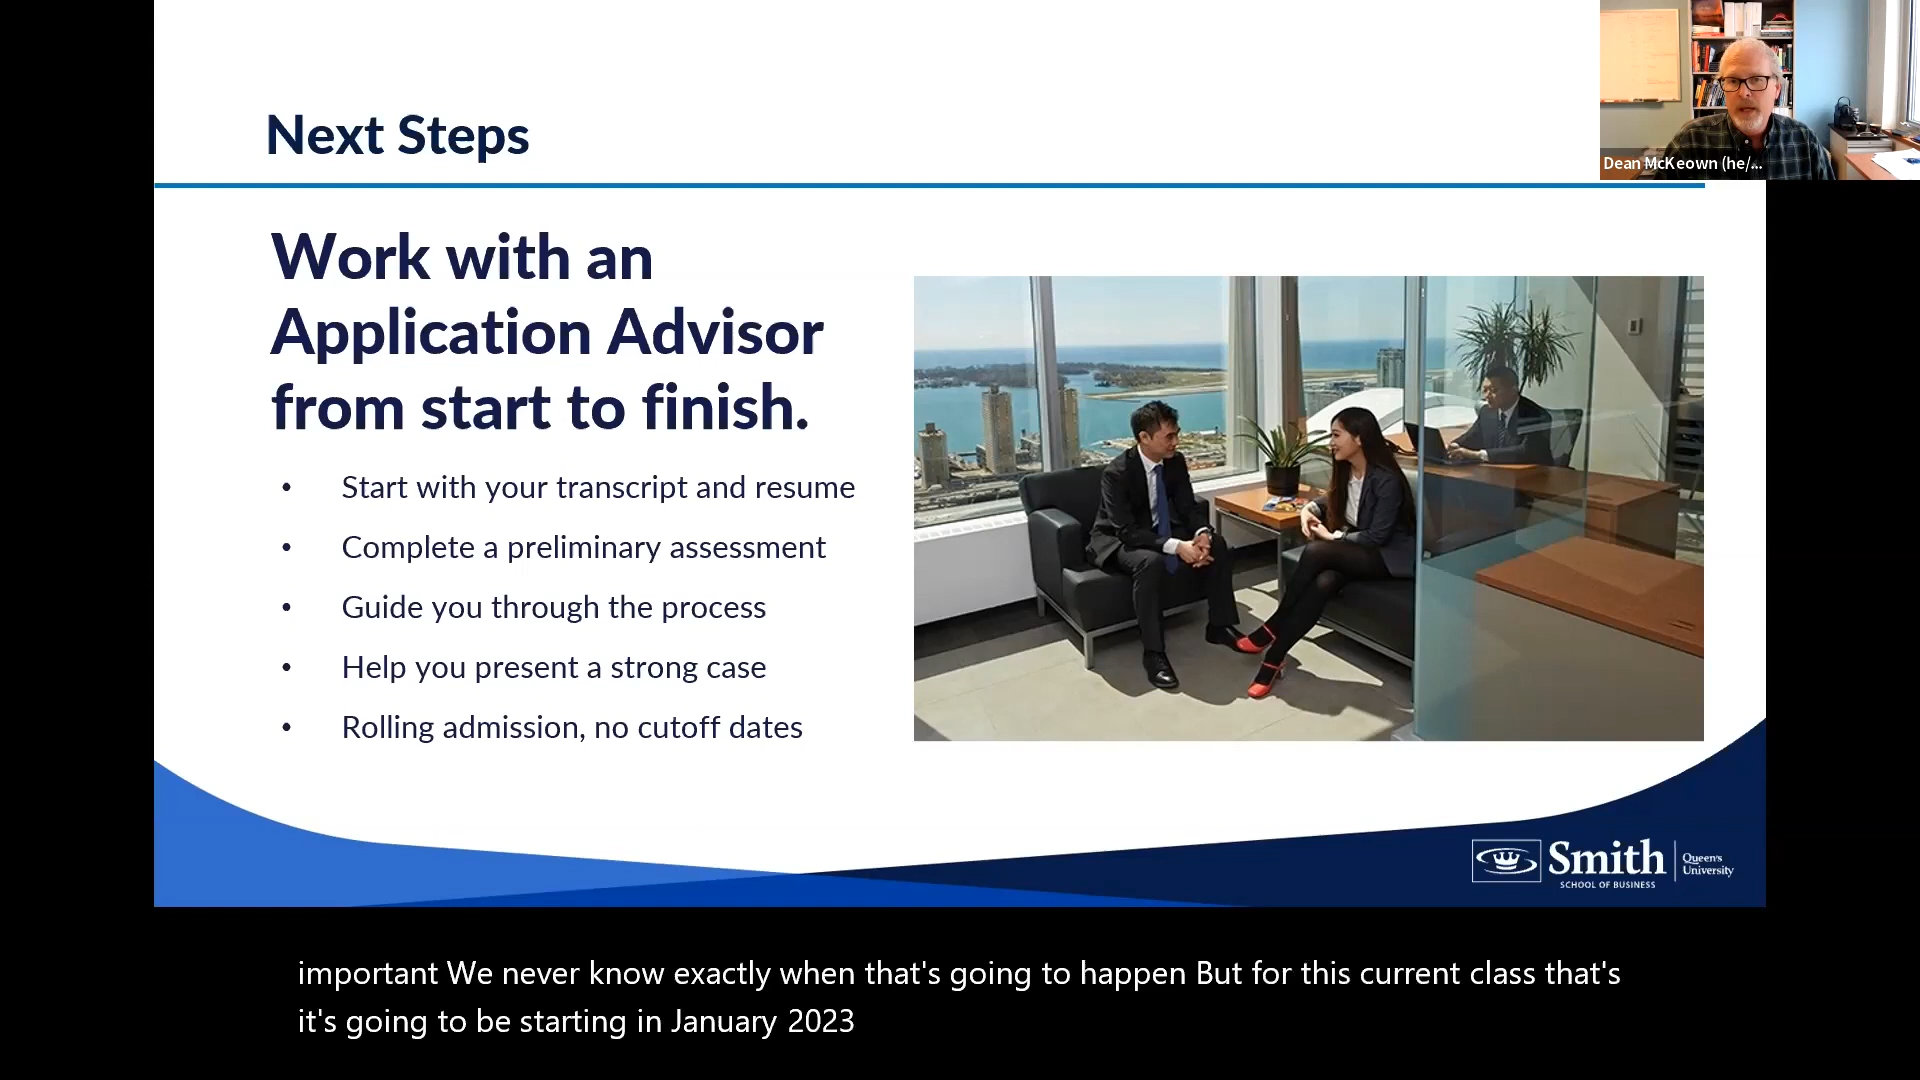 Next Steps
Dean McKeown (he/...
Work with an
Application Advisor
from start to finish.
• Start with your transcript and resume
• Complete a preliminary assessment
• Guide you through the process
• Help you present a strong case
• Rolling admission, no cutoff dates
Smith
SCHOOL OF BUSINESS
Queen's
University
important We never know exactly when that's going to happen But for this current class that's
it's going to be starting in January 2023